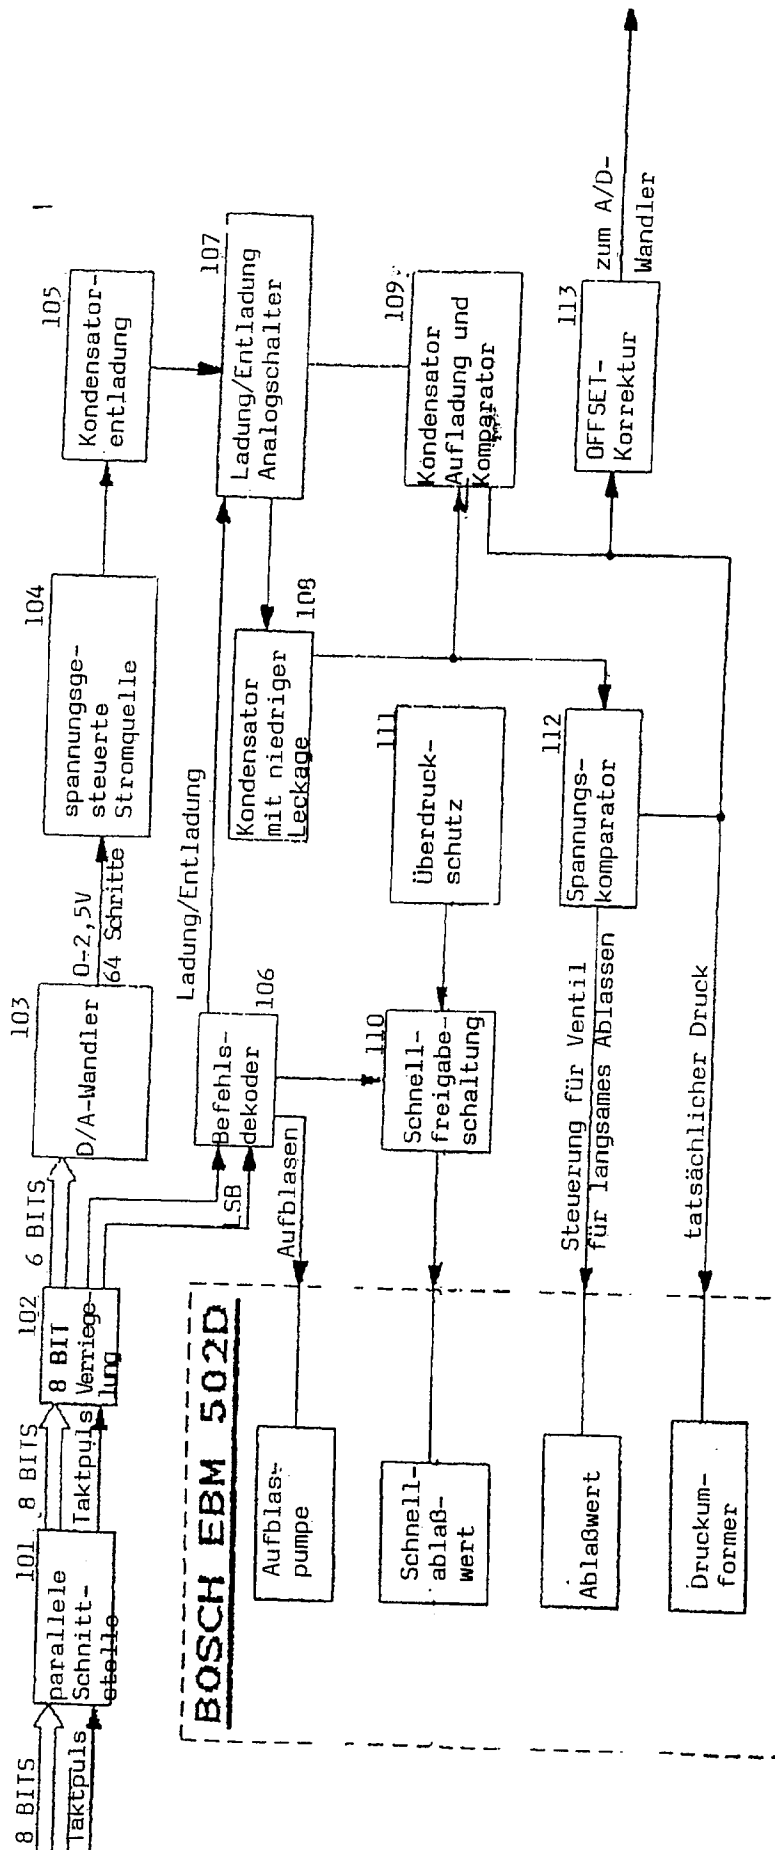 8 BITS
Taktpuls
101
parallele
Schnitt-
stelle
8 BITS
Taktpuls
102
8 BIT
Verriege-
lung
6 BITS
LSB
103
D/A-Wandler
0-2,5V
64 Schritte
104
spannungsge-
steuerte
Stromquelle
105
Kondensator-
entladung
106
Befehls-
dekoder
Ladung/Entladung
Aufblasen
107
Ladung/Entladung
Analogschalter
108
Kondensator
mit niedriger
Leckage
109
Kondensator
Aufladung und
Komparator
110
Schnell-
freigabe-
schaltung
111
Überdruck-
schutz
112
Spannungs-
komparator
Steuerung für Ventil
für langsames Ablassen
tatsächlicher Druck
113
OFFSET-
Korrektur
zum A/D-
Wandler
BOSCH EBM 502D
Aufblas-
pumpe
Schnell-
ablaß-
wert
Ablaßwert
Druckum-
former